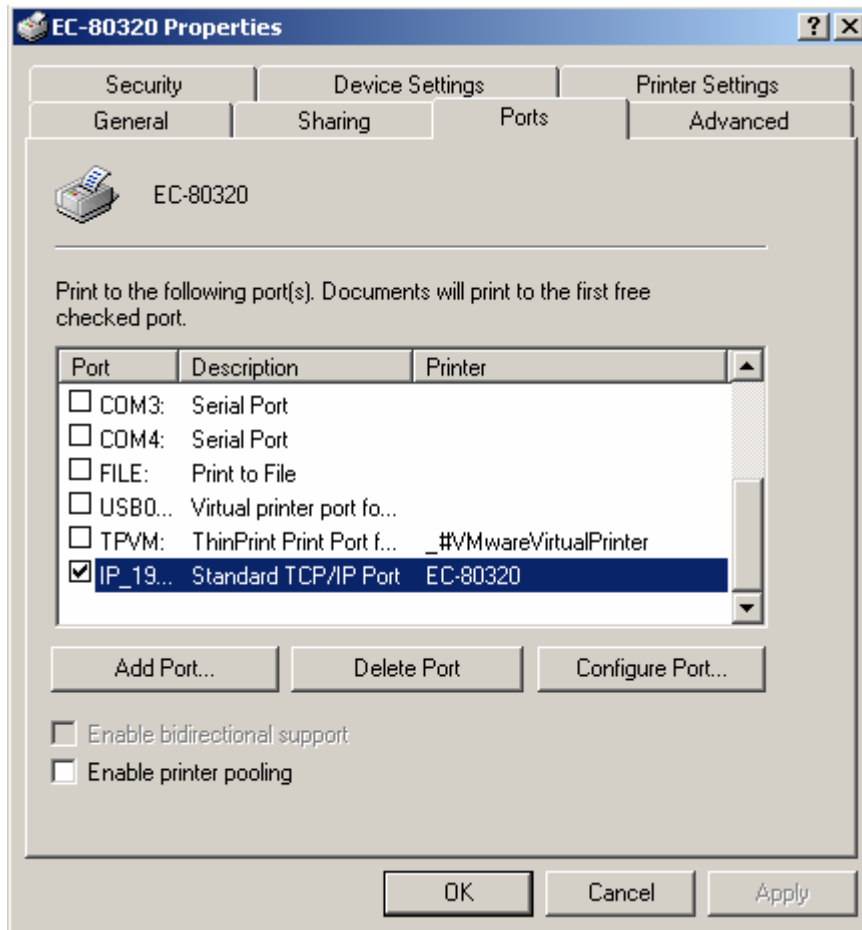 EC-80320 Properties
Security Device Settings Printer Settings
General Sharing Ports Advanced
EC-80320
Print to the following port(s). Documents will print to the first free
checked port.
Port Description Printer
COM3: Serial Port
COM4: Serial Port
FILE: Print to File
USB0... Virtual printer port fo...
TPVM: ThinPrint Print Port f... _#VMwareVirtualPrinter
IP_19... Standard TCP/IP Port EC-80320
Add Port... Delete Port Configure Port...
Enable bidirectional support
Enable printer pooling
OK Cancel Apply